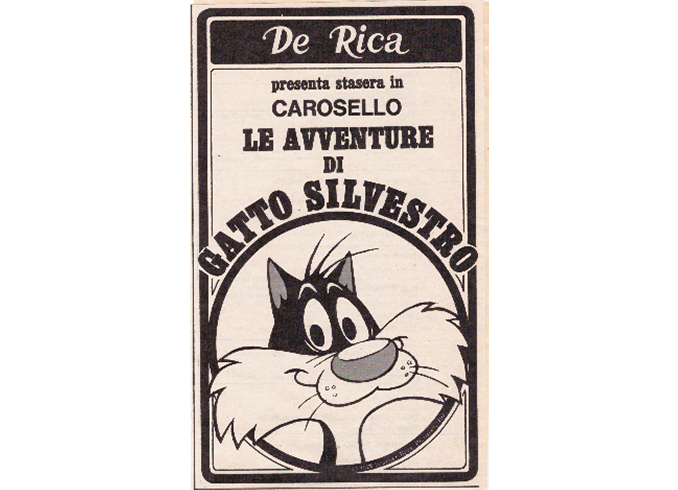 De Rica
presenta stasera in
CAROSELLO
LE AVVENTURE
DI
GATTO SILVESTRO